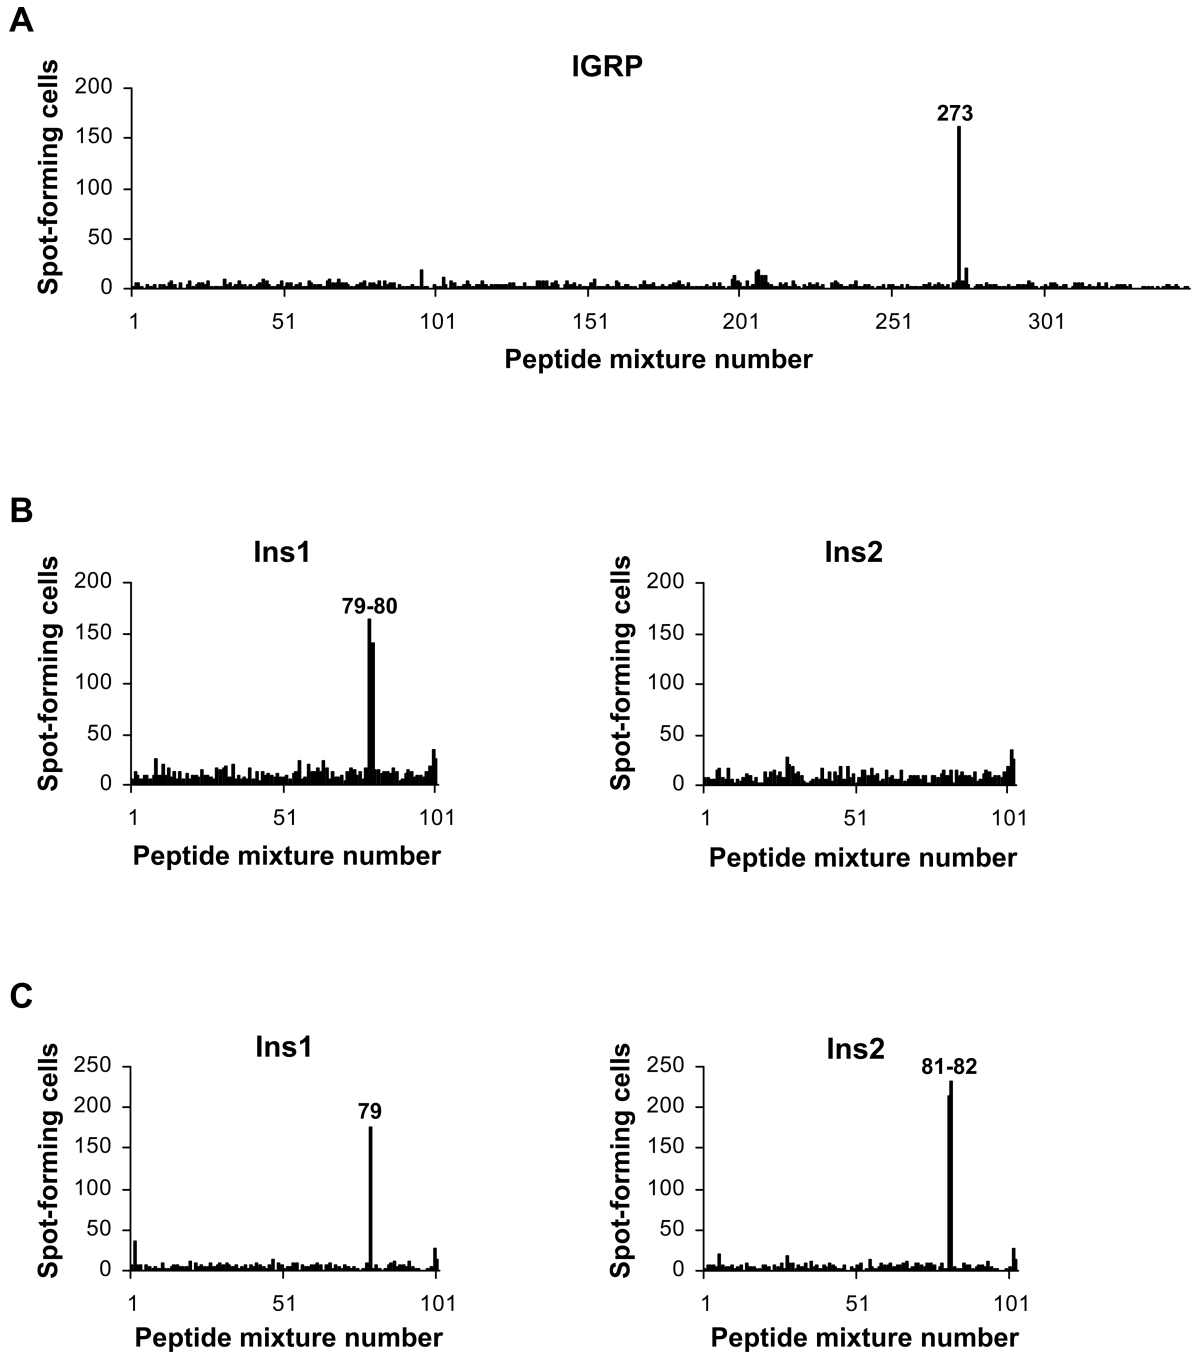 A
IGRP
Spot-forming cells
200
150
100
50
0
273
1 51 101 151 201 251 301
Peptide mixture number
B
Ins1
Spot-forming cells
200
150
100
50
0
79-80
1 51 101
Peptide mixture number
Ins2
Spot-forming cells
200
150
100
50
0
1 51 101
Peptide mixture number
C
Ins1
Spot-forming cells
250
200
150
100
50
0
79
1 51 101
Peptide mixture number
Ins2
Spot-forming cells
250
200
150
100
50
0
81-82
1 51 101
Peptide mixture number